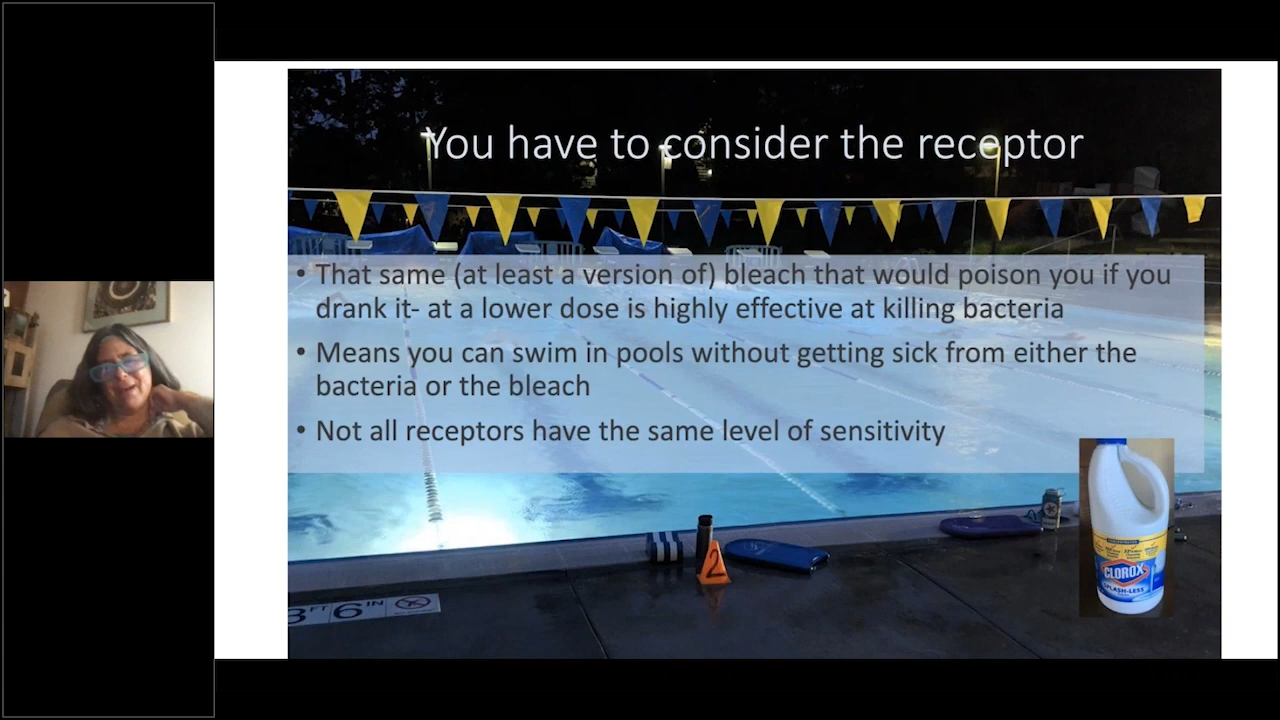 You have to consider the receptor
• That same (at least a version of) bleach that would poison you if you
drank it- at a lower dose is highly effective at killing bacteria
• Means you can swim in pools without getting sick from either the
bacteria or the bleach
• Not all receptors have the same level of sensitivity
2
3 FT 6 IN
CLOROX
SPLASH-LESS